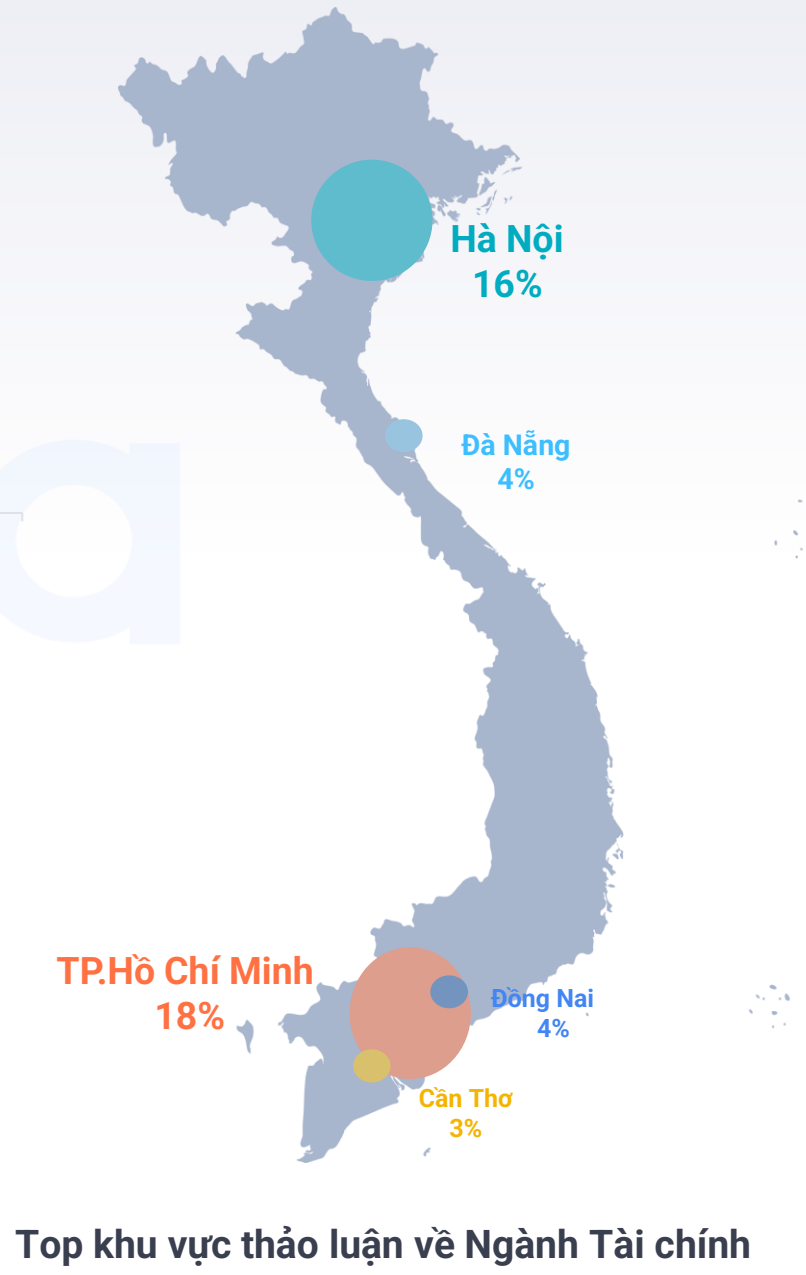 Hà Nội
16%
Đà Nẵng
4%
TP.Hồ Chí Minh
18%
Đồng Nai
4%
Cần Thơ
3%
Top khu vực thảo luận về Ngành Tài chính